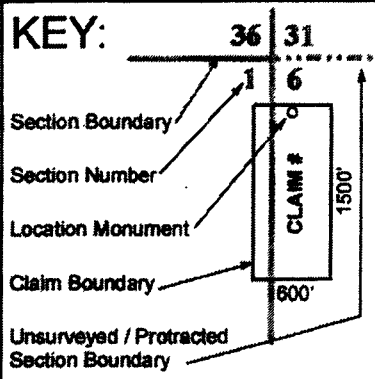 KEY:
36 31
1 6
Section Boundary
Section Number
Location Monument
Claim Boundary
Unsurveyed / Protracted
Section Boundary
CLAIM #
1500'
600'